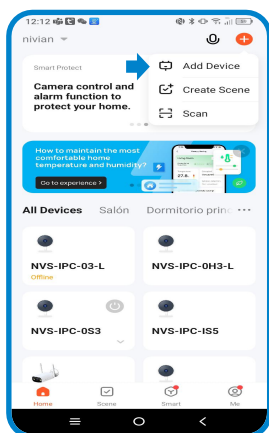 12:12
nivian
Smart Protect
Camera control and
alarm function to
protect your home.
Add Device
Create Scene
Scan
How to maintain the most
comfortable home
temperature and humidity?
Go to experience >
All Devices Salón Dormitorio princ
NVS-IPC-03-L
Offline
NVS-IPC-0H3-L
NVS-IPC-0S3
NVS-IPC-IS5
Home Scene Smart Me